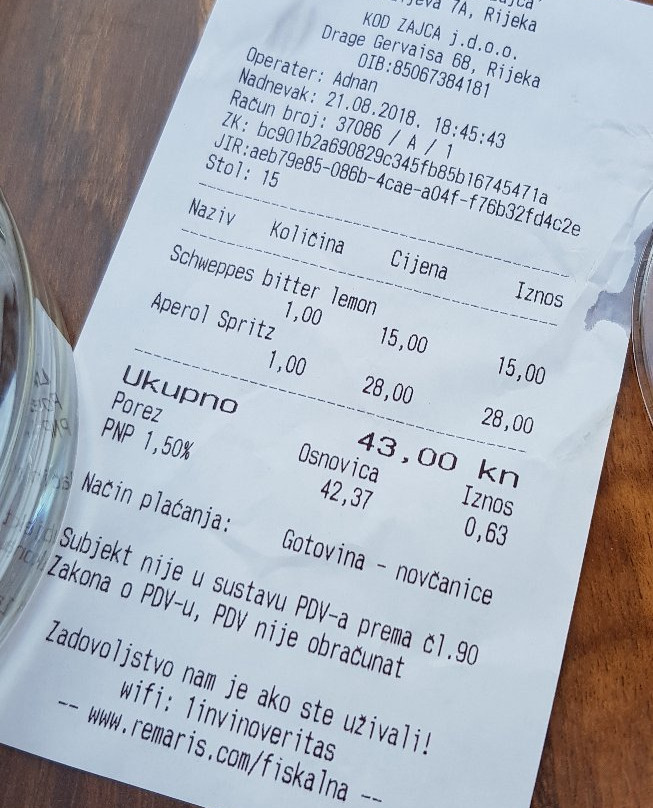 7A, Rijeka
KOD ZAJCA j.d.o.o.
Drage Gervaisa 68, Rijeka
OIB:85067384181
Operater: Adnan
Nadnevak: 21.08.2018. 18:45:43
Račun broj: 37086 / A / 1
ZK: bc901b2a690829c345fb85b16745471a
JIR:aeb79e85-086b-4cae-a04f-f76b32fd4c2e
Stol: 15
Naziv Količina Cijena Iznos
Schweppes bitter lemon
1,00 15,00 15,00
Aperol Spritz
1,00 28,00 28,00
Ukupno 43,00 kn
Porez Osnovica Iznos
PNP 1,50% 42,37 0,63
Način plaćanja: Gotovina - novčanice
Subjekt nije u sustavu PDV-a prema čl.90
Zakona o PDV-u, PDV nije obračunat
Zadovoljstvo nam je ako ste uživali!
wifi: 1invinoveritas
-- www.remaris.com/fiskalna --